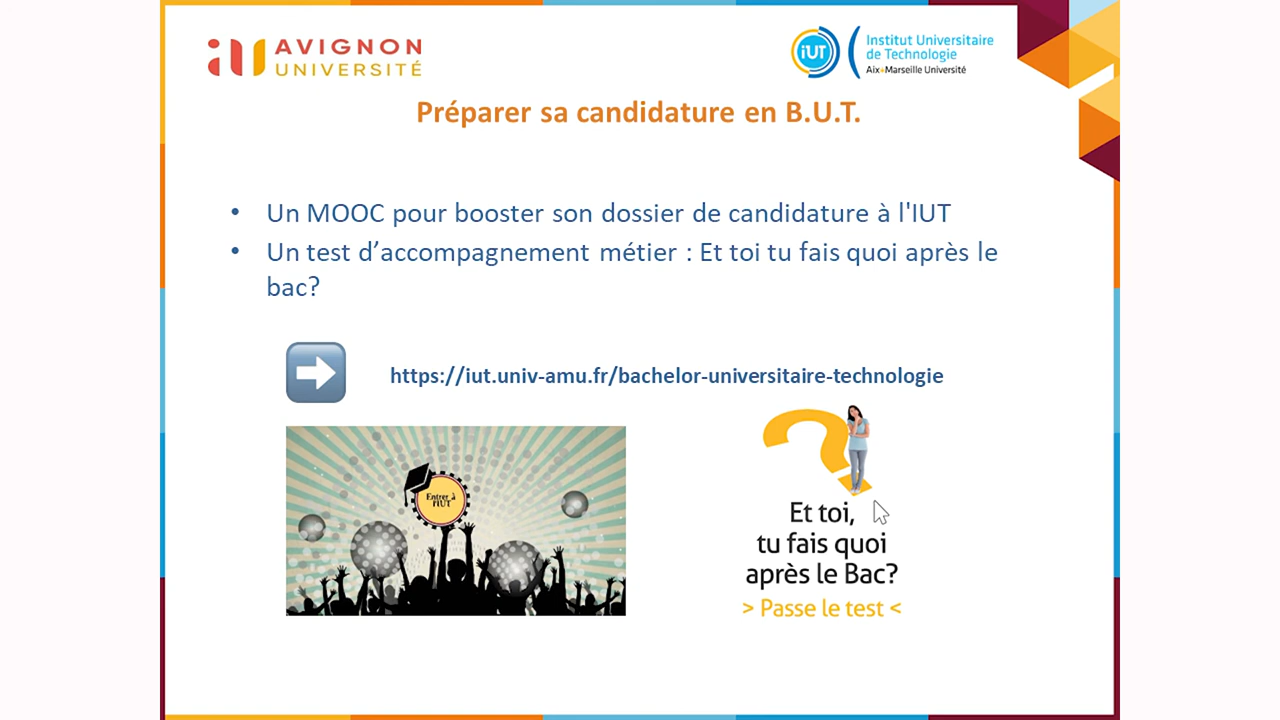 AVIGNON
UNIVERSITÉ
iUT
Institut Universitaire
de Technologie
Aix+Marseille Université
Préparer sa candidature en B.U.T.
• Un MOOC pour booster son dossier de candidature à l'IUT
• Un test d’accompagnement métier : Et toi tu fais quoi après le
bac?
https://iut.univ-amu.fr/bachelor-universitaire-technologie
Entrer à
l'IUT
Et toi,
tu fais quoi
après le Bac?
> Passe le test <